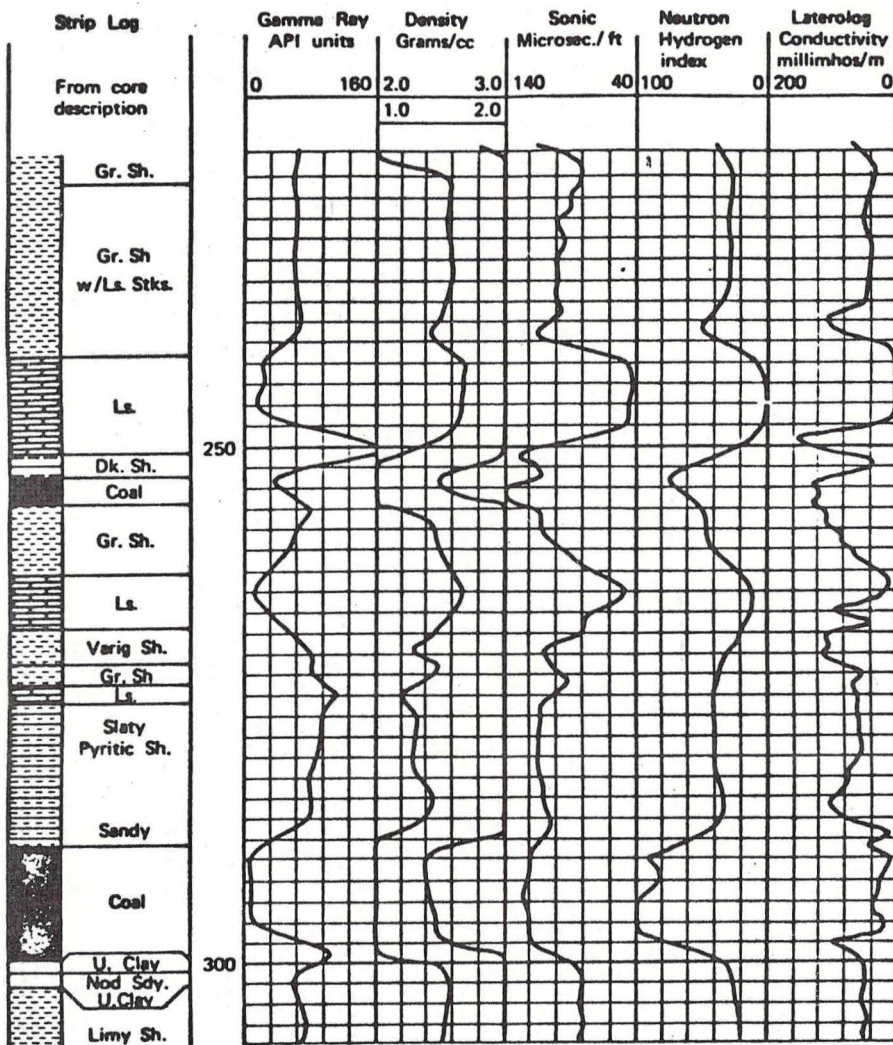 Strip Log
From core
description
Gamma Ray
API units
0 160
Density
Grams/cc
2.0 3.0
1.0 2.0
Sonic
Microsec./ft
140 40
Neutron
Hydrogen
index
100 0
Laterolog
Conductivity
millimhos/m
200 0
Gr. Sh.
Gr. Sh
w/Ls. Stks.
Ls.
250
Dk. Sh.
Coal
Gr. Sh.
Ls.
Varig Sh.
Gr. Sh
Ls.
Slaty
Pyritic Sh.
Sandy
Coal
300
U. Clay
Nod Sdy.
U.Clay
Limy Sh.